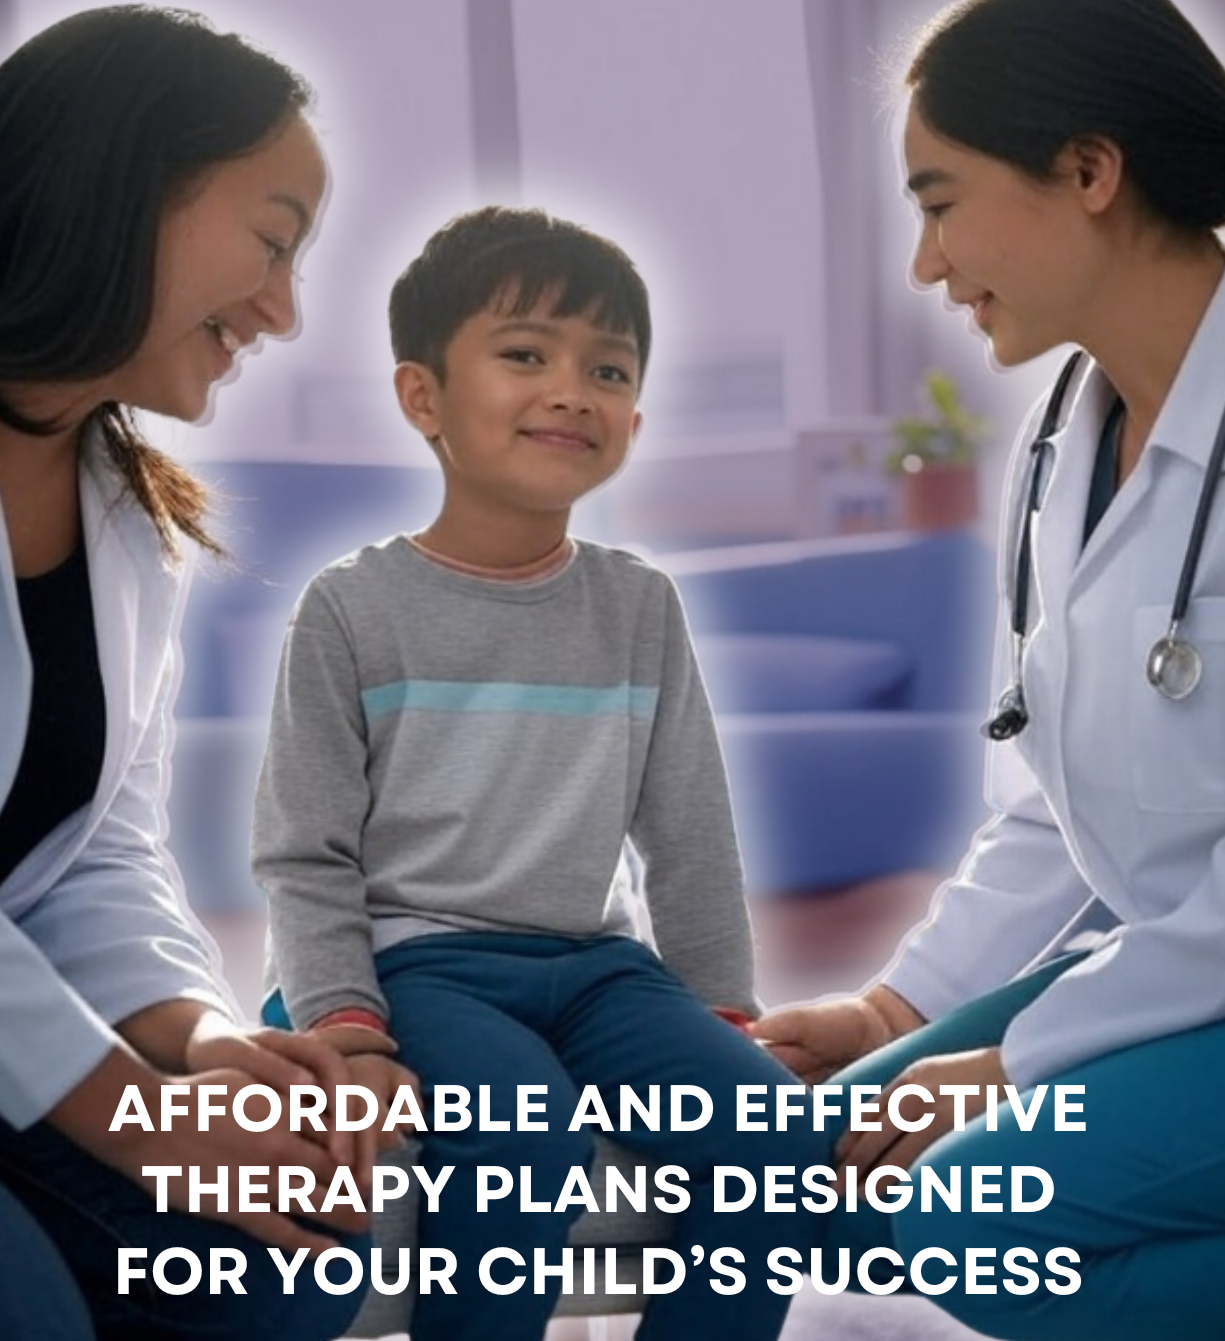 AFFORDABLE AND EFFECTIVE
THERAPY PLANS DESIGNED
FOR YOUR CHILD’S SUCCESS